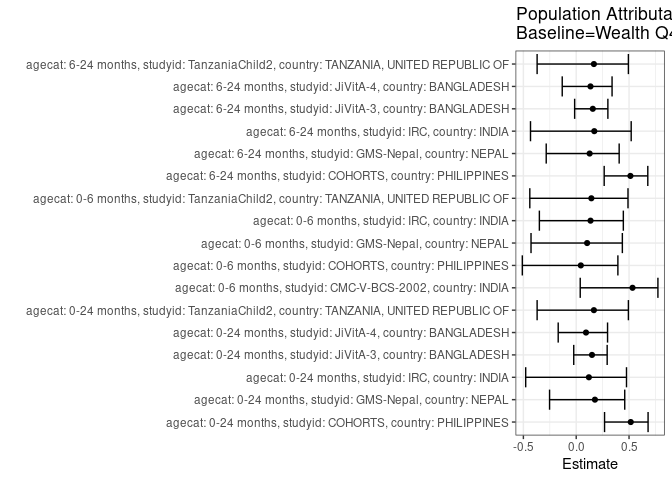 Population Attributa
Baseline=Wealth Q4
agecat: 6-24 months, studyid: TanzaniaChild2, country: TANZANIA, UNITED REPUBLIC OF
agecat: 6-24 months, studyid: JiVitA-4, country: BANGLADESH
agecat: 6-24 months, studyid: JiVitA-3, country: BANGLADESH
agecat: 6-24 months, studyid: IRC, country: INDIA
agecat: 6-24 months, studyid: GMS-Nepal, country: NEPAL
agecat: 6-24 months, studyid: COHORTS, country: PHILIPPINES
agecat: 0-6 months, studyid: TanzaniaChild2, country: TANZANIA, UNITED REPUBLIC OF
agecat: 0-6 months, studyid: IRC, country: INDIA
agecat: 0-6 months, studyid: GMS-Nepal, country: NEPAL
agecat: 0-6 months, studyid: COHORTS, country: PHILIPPINES
agecat: 0-6 months, studyid: CMC-V-BCS-2002, country: INDIA
agecat: 0-24 months, studyid: TanzaniaChild2, country: TANZANIA, UNITED REPUBLIC OF
agecat: 0-24 months, studyid: JiVitA-4, country: BANGLADESH
agecat: 0-24 months, studyid: JiVitA-3, country: BANGLADESH
agecat: 0-24 months, studyid: IRC, country: INDIA
agecat: 0-24 months, studyid: GMS-Nepal, country: NEPAL
agecat: 0-24 months, studyid: COHORTS, country: PHILIPPINES
-0.5 0.0 0.5
Estimate